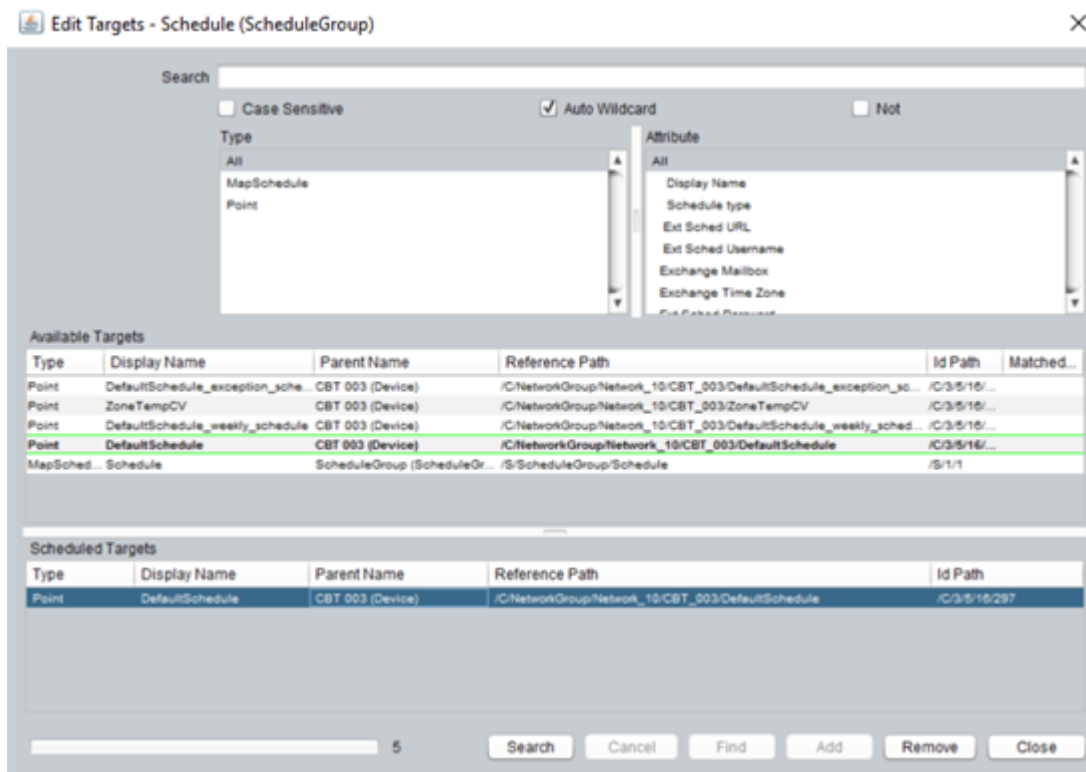 Edit Targets - Schedule (ScheduleGroup)
Search
Case Sensitive Auto Wildcard Not
Type Attribute
All All
MapSchedule Display Name
Point Schedule type
Ext Sched URL
Ext Sched Username
Exchange Mailbox
Exchange Time Zone
Available Targets
Type Display Name Parent Name Reference Path Id Path Matched...
Point DefaultSchedule_exception_sche... CBT 003 (Device) /C/NetworkGroup/Network_10/CBT_003/DefaultSchedule_exception_sc... /C/3/5/16/...
Point ZoneTempCV CBT 003 (Device) /C/NetworkGroup/Network_10/CBT_003/ZoneTempCV /C/3/5/16/...
Point DefaultSchedule_weekly_schedule CBT 003 (Device) /C/NetworkGroup/Network_10/CBT_003/DefaultSchedule_weekly_sched... /C/3/5/16/...
Point DefaultSchedule CBT 003 (Device) /C/NetworkGroup/Network_10/CBT_003/DefaultSchedule /C/3/5/16/...
MapSched... Schedule ScheduleGroup (ScheduleGr... /S/ScheduleGroup/Schedule /S/1/1
Scheduled Targets
Type Display Name Parent Name Reference Path Id Path
Point DefaultSchedule CBT 003 (Device) /C/NetworkGroup/Network_10/CBT_003/DefaultSchedule /C/3/5/16/297
5 Search Cancel Find Add Remove Close